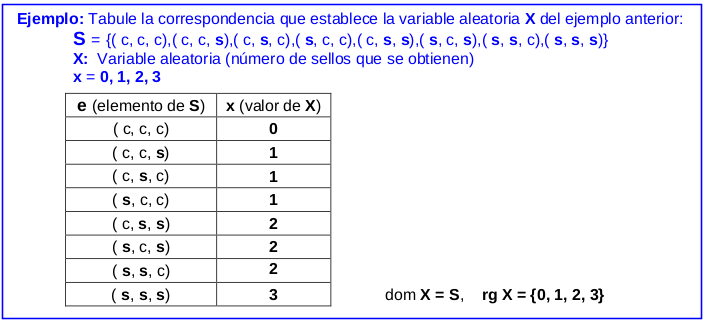 Ejemplo: Tabule la correspondencia que establece la variable aleatoria X del ejemplo anterior:
S = {( c, c, c),( c, c, s),( c, s, c),( s, c, c),( c, s, s),( s, c, s),( s, s, c),( s, s, s)}
X: Variable aleatoria (número de sellos que se obtienen)
x = 0, 1, 2, 3
e (elemento de S) x (valor de X)
( c, c, c) 0
( c, c, s) 1
( c, s, c) 1
( s, c, c) 1
( c, s, s) 2
( s, c, s) 2
( s, s, c) 2
( s, s, s) 3 dom X = S, rg X = {0, 1, 2, 3}